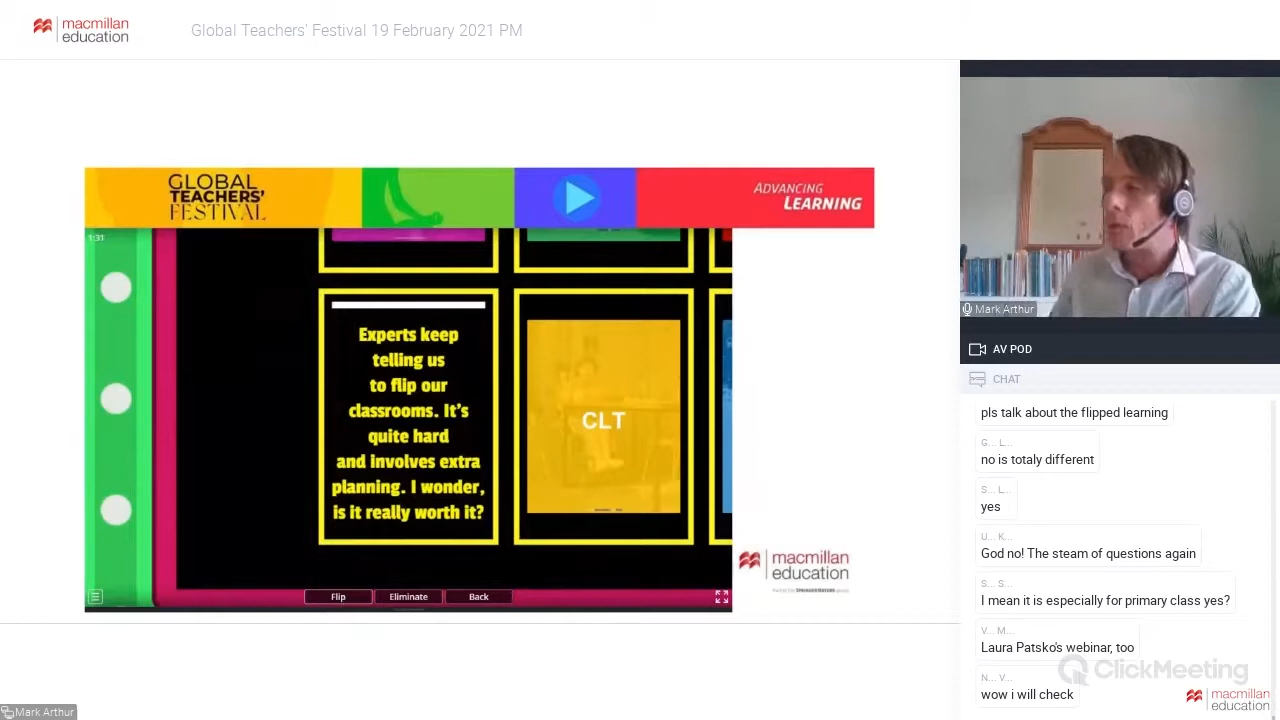 macmillan
education
Global Teachers' Festival 19 February 2021 PM
GLOBAL
TEACHERS'
FESTIVAL
ADVANCING
LEARNING
1:31
Experts keep
telling us
to flip our
classrooms. It's
quite hard
and involves extra
planning. I wonder,
is it really worth it?
CLT
Flip
Eliminate
Back
macmillan
education
Mark Arthur
Mark Arthur
AV POD
CHAT
pls talk about the flipped learning
G... L...
no is totaly different
S... L...
yes
U... K...
God no! The steam of questions again
S... S...
I mean it is especially for primary class yes?
V... M...
Laura Patsko's webinar, too
N... V...
wow i will check
ClickMeeting
macmillan
education